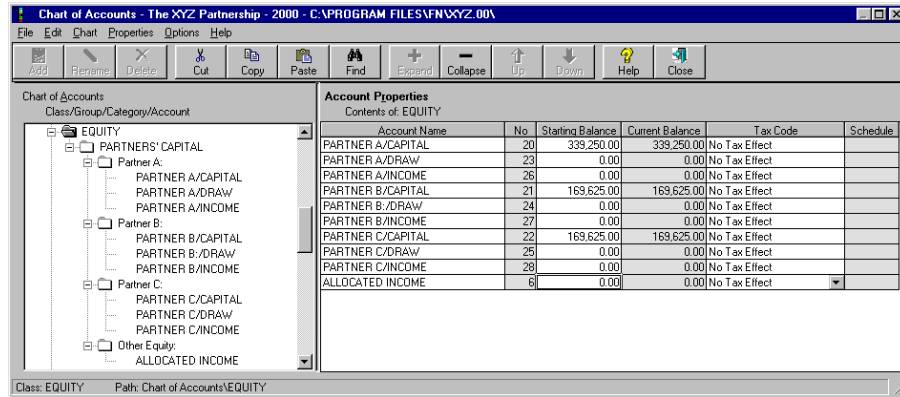 Chart of Accounts - The XYZ Partnership - 2000 - C:\PROGRAM FILES\FN\XYZ.00\
File Edit Chart Properties Options Help
Add Rename Delete Cut Copy Paste Find Expand Collapse Up Down Help Close
Chart of Accounts
Class/Group/Category/Account
EQUITY
PARTNERS' CAPITAL
Partner A:
PARTNER A/CAPITAL
PARTNER A/DRAW
PARTNER A/INCOME
Partner B:
PARTNER B/CAPITAL
PARTNER B:/DRAW
PARTNER B/INCOME
Partner C:
PARTNER C/CAPITAL
PARTNER C/DRAW
PARTNER C/INCOME
Other Equity:
ALLOCATED INCOME
Account Properties
Contents of: EQUITY
Account Name No Starting Balance Current Balance Tax Code Schedule
PARTNER A/CAPITAL 20 339,250.00 339,250.00 No Tax Effect
PARTNER A/DRAW 23 0.00 0.00 No Tax Effect
PARTNER A/INCOME 26 0.00 0.00 No Tax Effect
PARTNER B/CAPITAL 21 169,625.00 169,625.00 No Tax Effect
PARTNER B:/DRAW 24 0.00 0.00 No Tax Effect
PARTNER B/INCOME 27 0.00 0.00 No Tax Effect
PARTNER C/CAPITAL 22 169,625.00 169,625.00 No Tax Effect
PARTNER C/DRAW 25 0.00 0.00 No Tax Effect
PARTNER C/INCOME 28 0.00 0.00 No Tax Effect
ALLOCATED INCOME 6 0.00 0.00 No Tax Effect
Class: EQUITY Path: Chart of Accounts\EQUITY